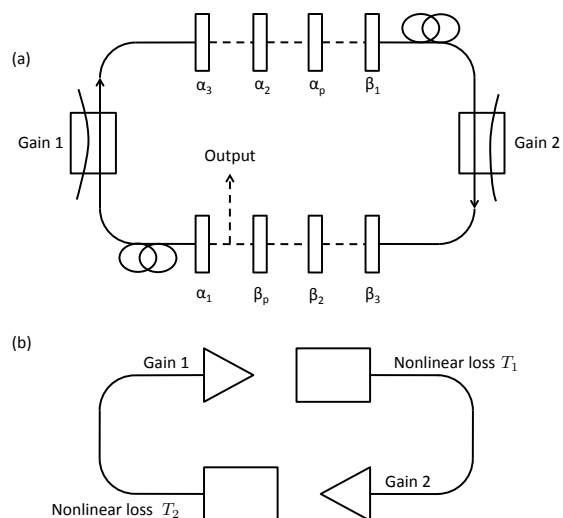 (a)
α₃ α₂ αₚ β₁
Gain 1
Gain 2
Output
α₁ βₚ β₂ β₃
(b)
Gain 1
Nonlinear loss T₁
Gain 2
Nonlinear loss T₂